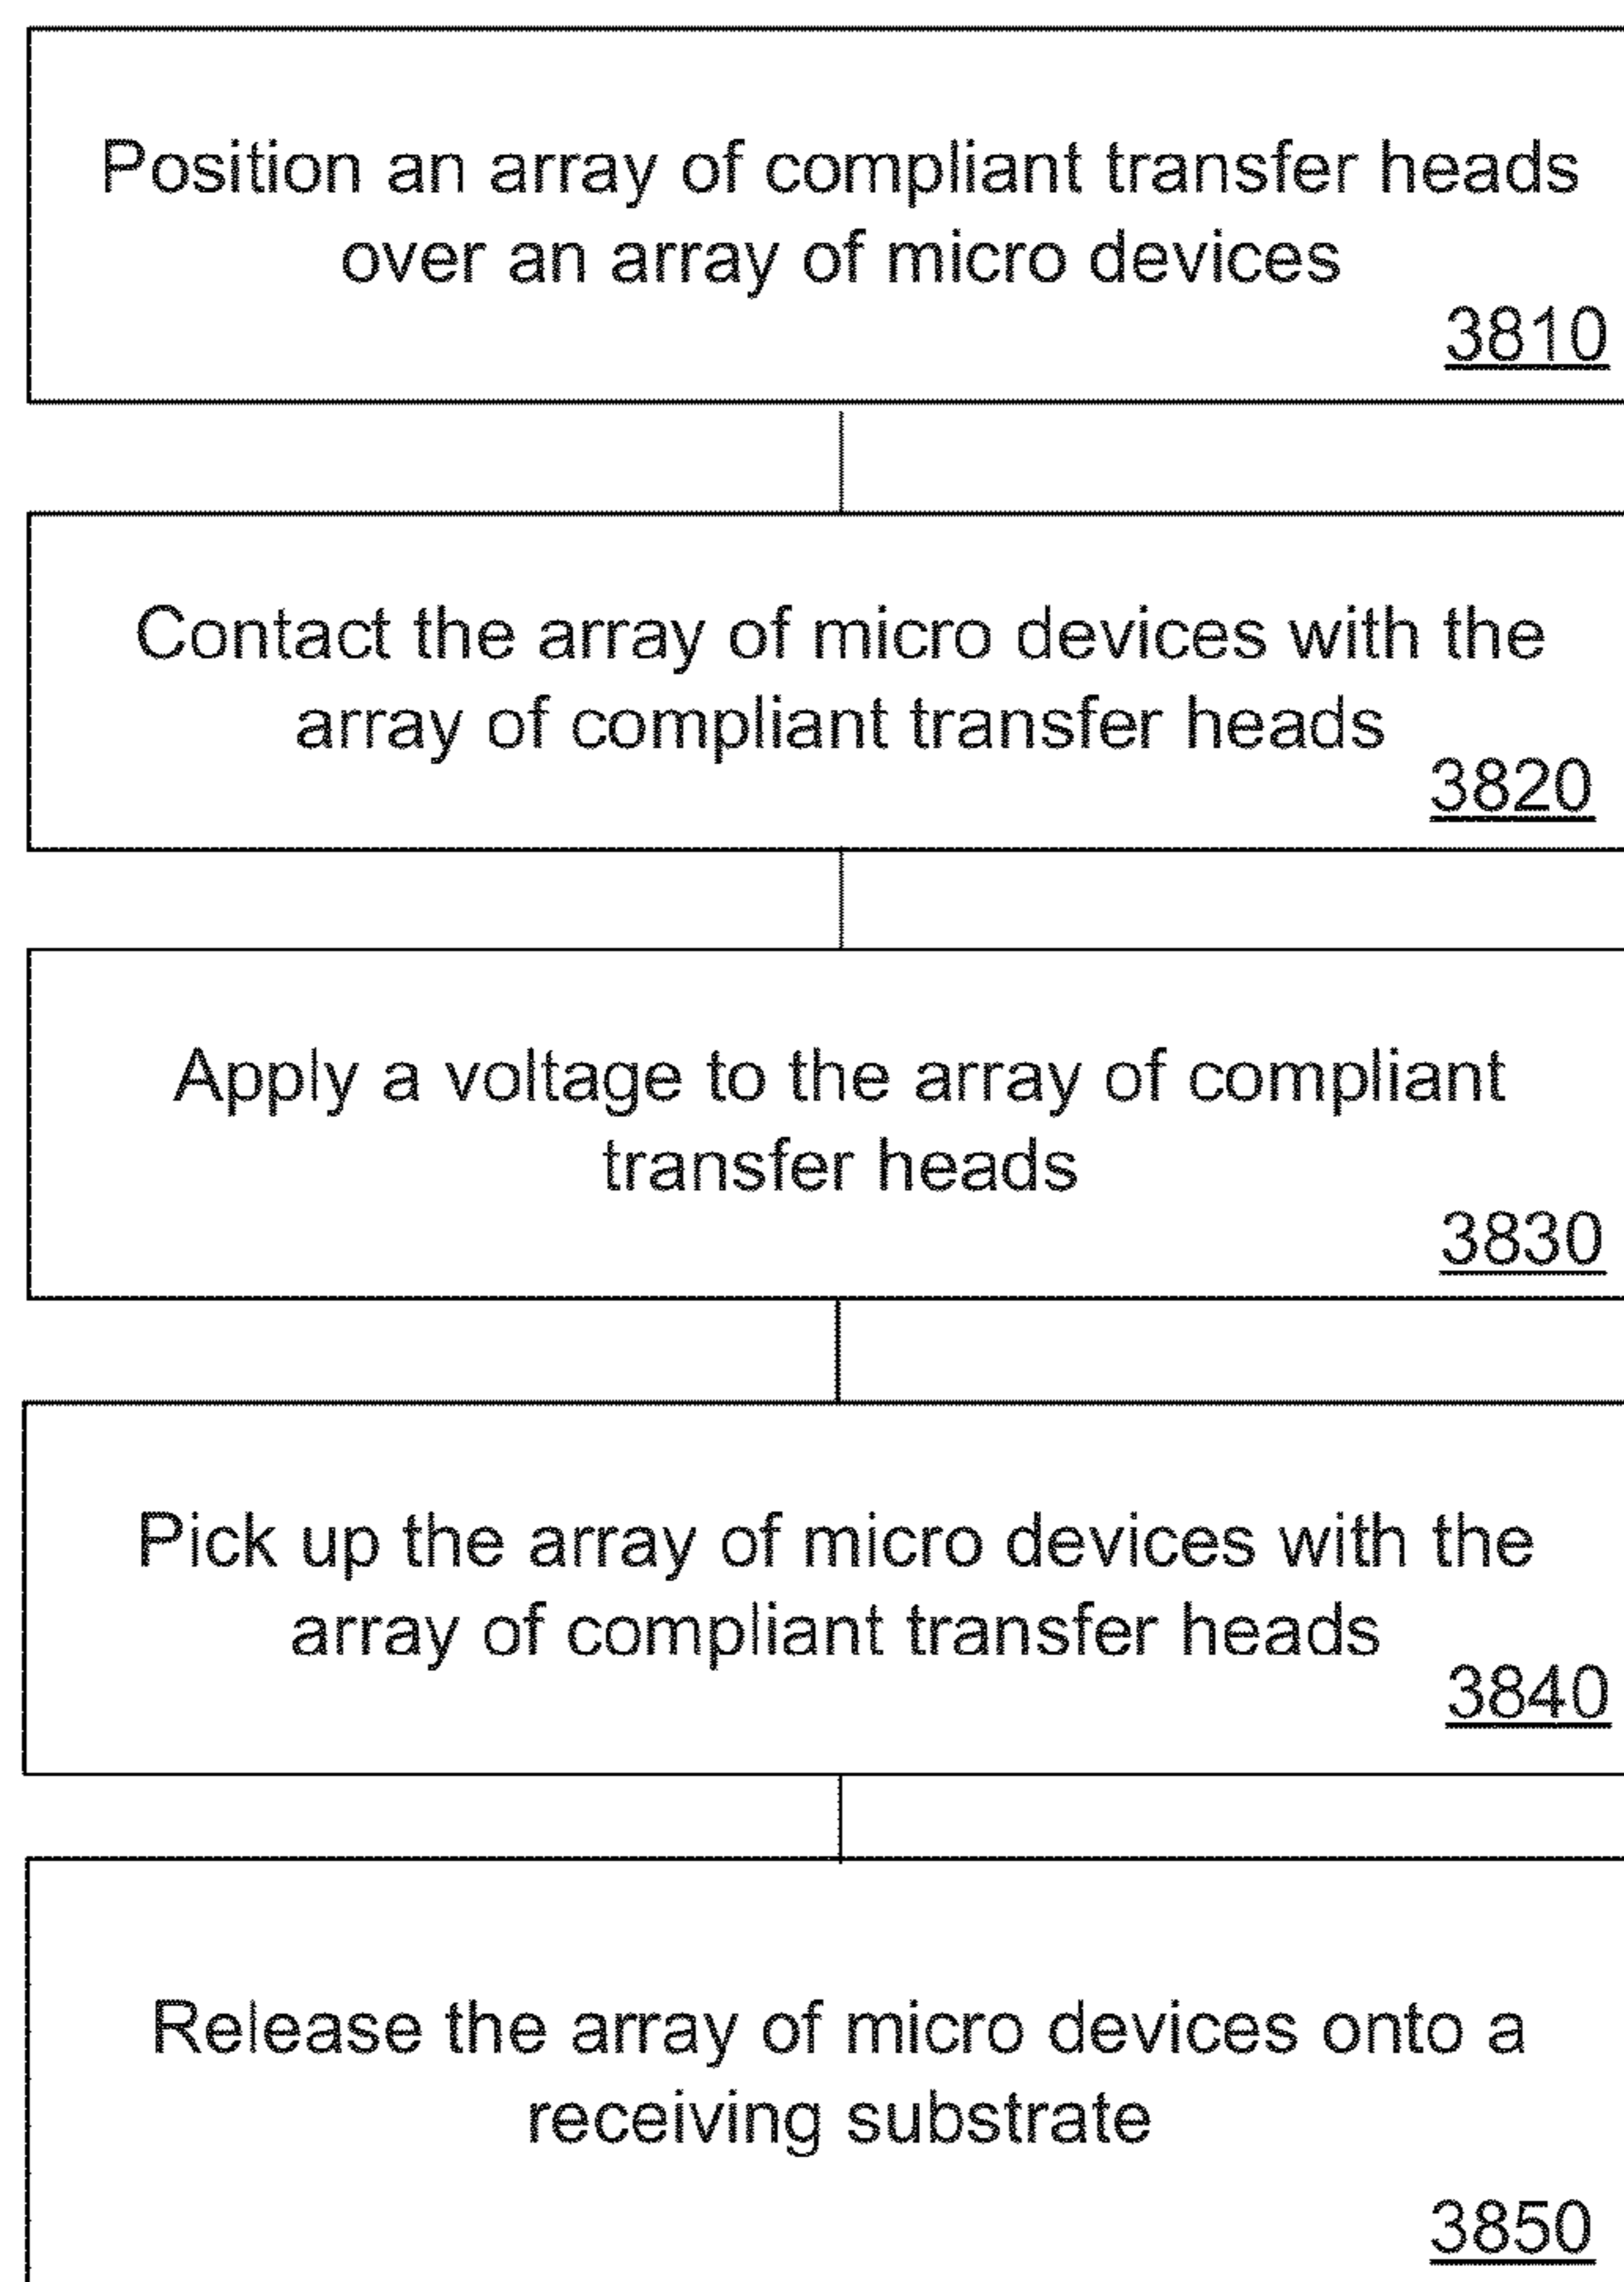 Position an array of compliant transfer heads
over an array of micro devices
3810
Contact the array of micro devices with the
array of compliant transfer heads
3820
Apply a voltage to the array of compliant
transfer heads
3830
Pick up the array of micro devices with the
array of compliant transfer heads
3840
Release the array of micro devices onto a
receiving substrate
3850